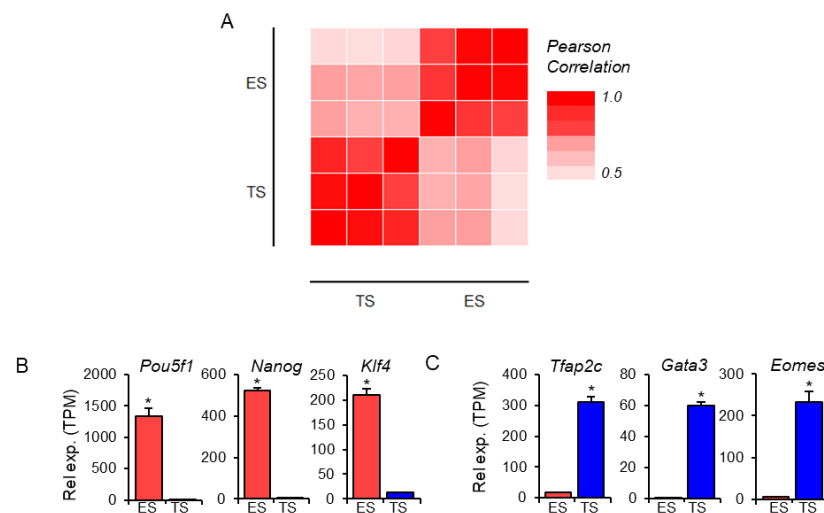 A
Pearson
Correlation
1.0
0.5
ES
TS
TS
ES
B
Pou5f1
Nanog
Klf4
Rel exp. (TPM)
2000
1500
1000
500
0
*
ES
TS
600
400
200
0
*
ES
TS
250
200
150
100
50
0
*
ES
TS
C
Tfap2c
Gata3
Eomes
Rel exp. (TPM)
400
300
200
100
0
*
ES
TS
80
60
40
20
0
*
ES
TS
300
200
100
0
*
ES
TS